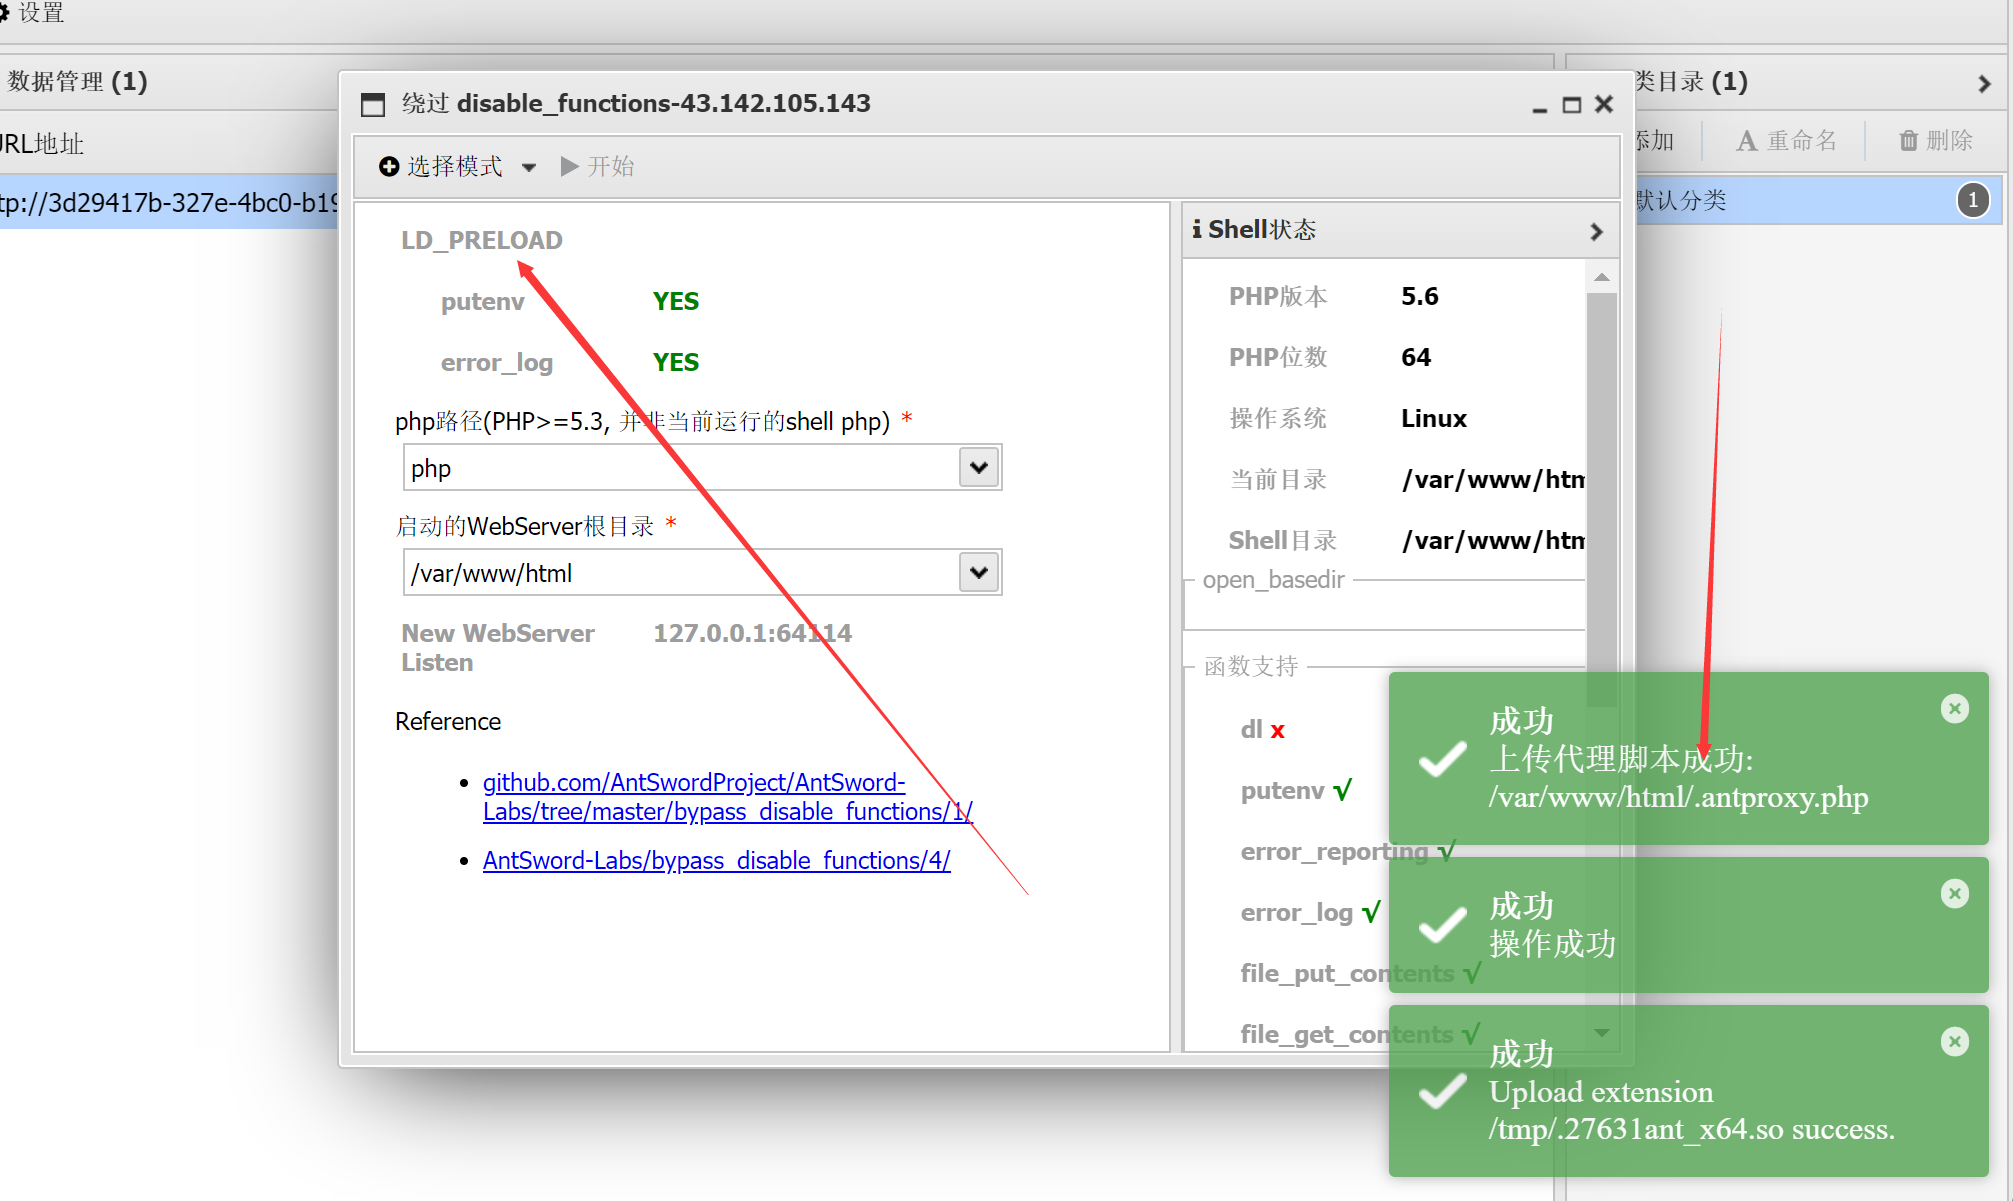 设置
数据管理 (1)
URL地址
tp://3d29417b-327e-4bc0-b19
绕过 disable_functions-43.142.105.143
选择模式
开始
LD_PRELOAD
putenv YES
error_log YES
php路径(PHP>=5.3, 并非当前运行的shell php) *
php
启动的WebServer根目录 *
/var/www/html
New WebServer Listen 127.0.0.1:64114
Reference
github.com/AntSwordProject/AntSword-
Labs/tree/master/bypass_disable_functions/1/
AntSword-Labs/bypass_disable_functions/4/
Shell状态
PHP版本 5.6
PHP位数 64
操作系统 Linux
当前目录 /var/www/htm
Shell目录 /var/www/htm
open_basedir
函数支持
dl x
putenv √
error_reporting √
error_log √
file_put_contents √
file_get_contents √
类目录 (1)
添加
重命名
删除
默认分类 1
成功
上传代理脚本成功:
/var/www/html/.antproxy.php
成功
操作成功
成功
Upload extension
/tmp/.27631ant_x64.so success.